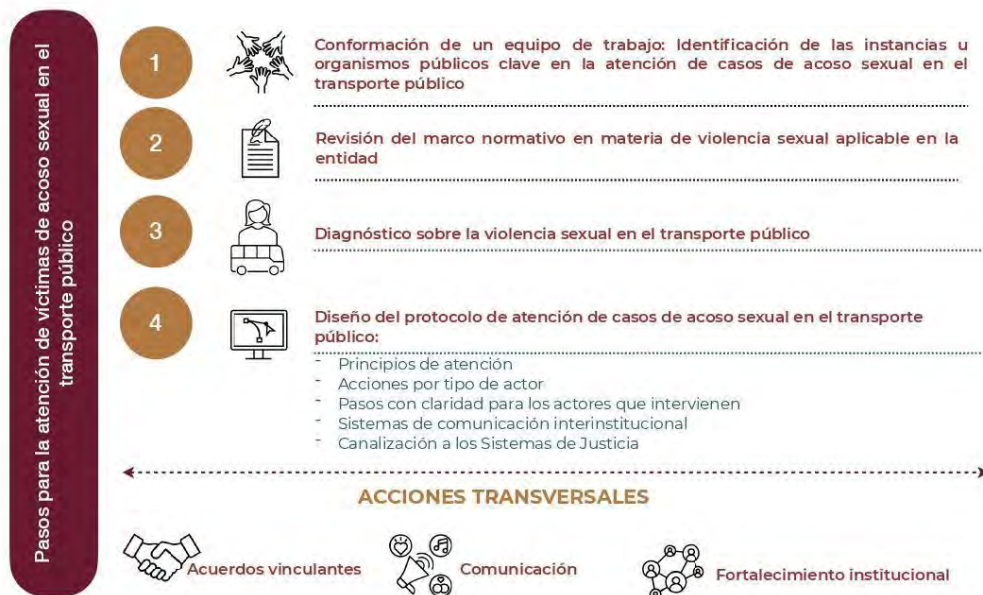 Pasos para la atención de víctimas de acoso sexual en el
transporte público
1
Conformación de un equipo de trabajo: Identificación de las instancias u
organismos públicos clave en la atención de casos de acoso sexual en el
transporte público
2
Revisión del marco normativo en materia de violencia sexual aplicable en la
entidad
3
Diagnóstico sobre la violencia sexual en el transporte público
4
Diseño del protocolo de atención de casos de acoso sexual en el transporte
público:
- Principios de atención
- Acciones por tipo de actor
- Pasos con claridad para los actores que intervienen
- Sistemas de comunicación interinstitucional
- Canalización a los Sistemas de Justicia
ACCIONES TRANSVERSALES
Acuerdos vinculantes
Comunicación
Fortalecimiento institucional